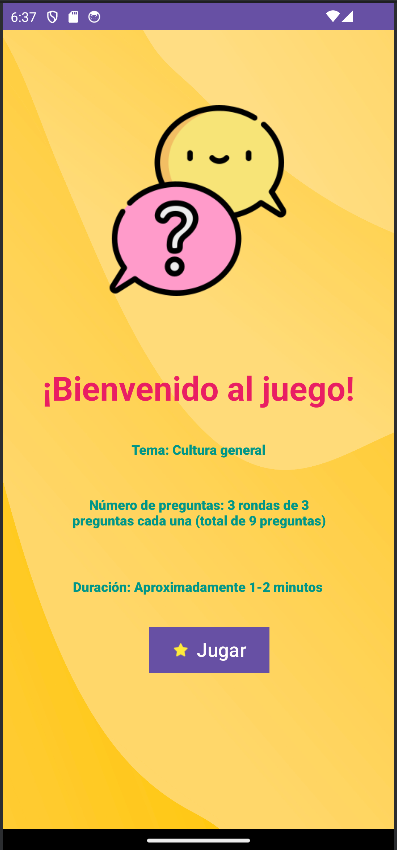 6:37
?
¡Bienvenido al juego!
Tema: Cultura general
Número de preguntas: 3 rondas de 3
preguntas cada una (total de 9 preguntas)
Duración: Aproximadamente 1-2 minutos
Jugar